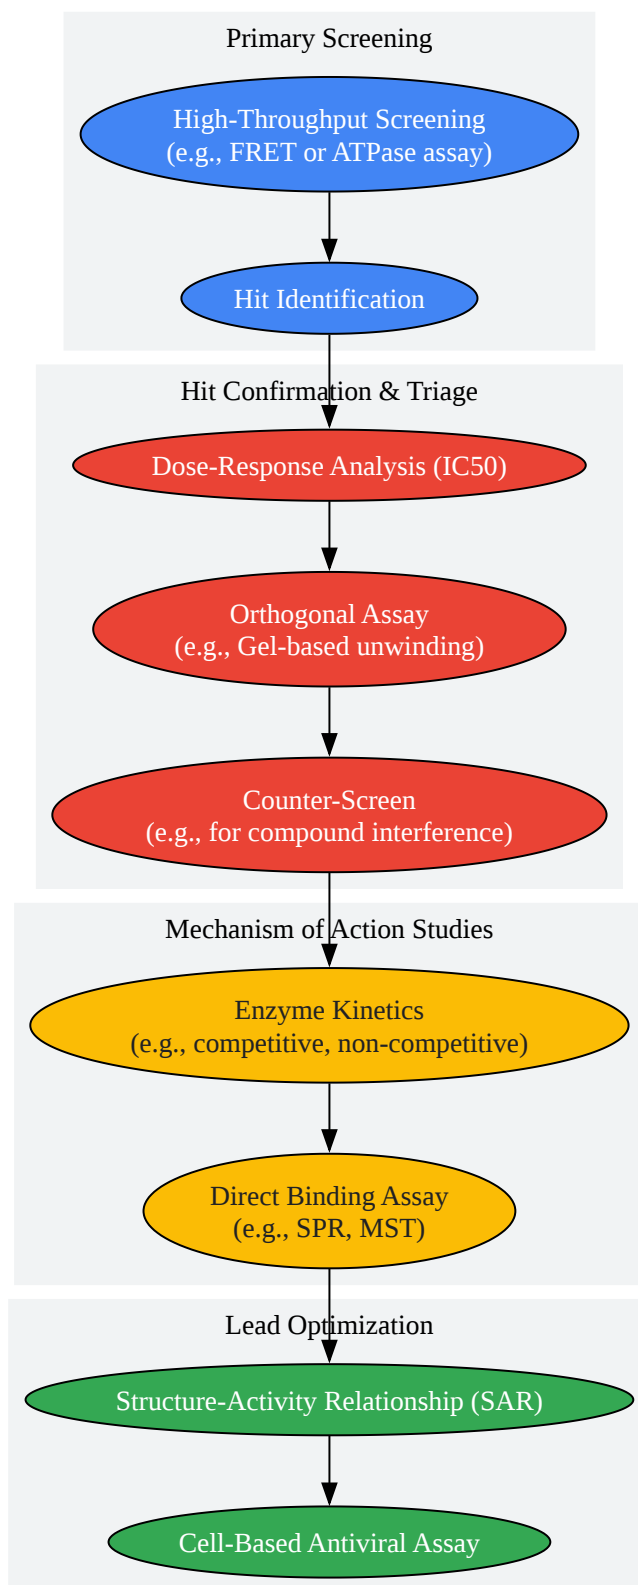 Primary Screening
High-Throughput Screening
(e.g., FRET or ATPase assay)
Hit Identification
Hit Confirmation & Triage
Dose-Response Analysis (IC50)
Orthogonal Assay
(e.g., Gel-based unwinding)
Counter-Screen
(e.g., for compound interference)
Mechanism of Action Studies
Enzyme Kinetics
(e.g., competitive, non-competitive)
Direct Binding Assay
(e.g., SPR, MST)
Lead Optimization
Structure-Activity Relationship (SAR)
Cell-Based Antiviral Assay